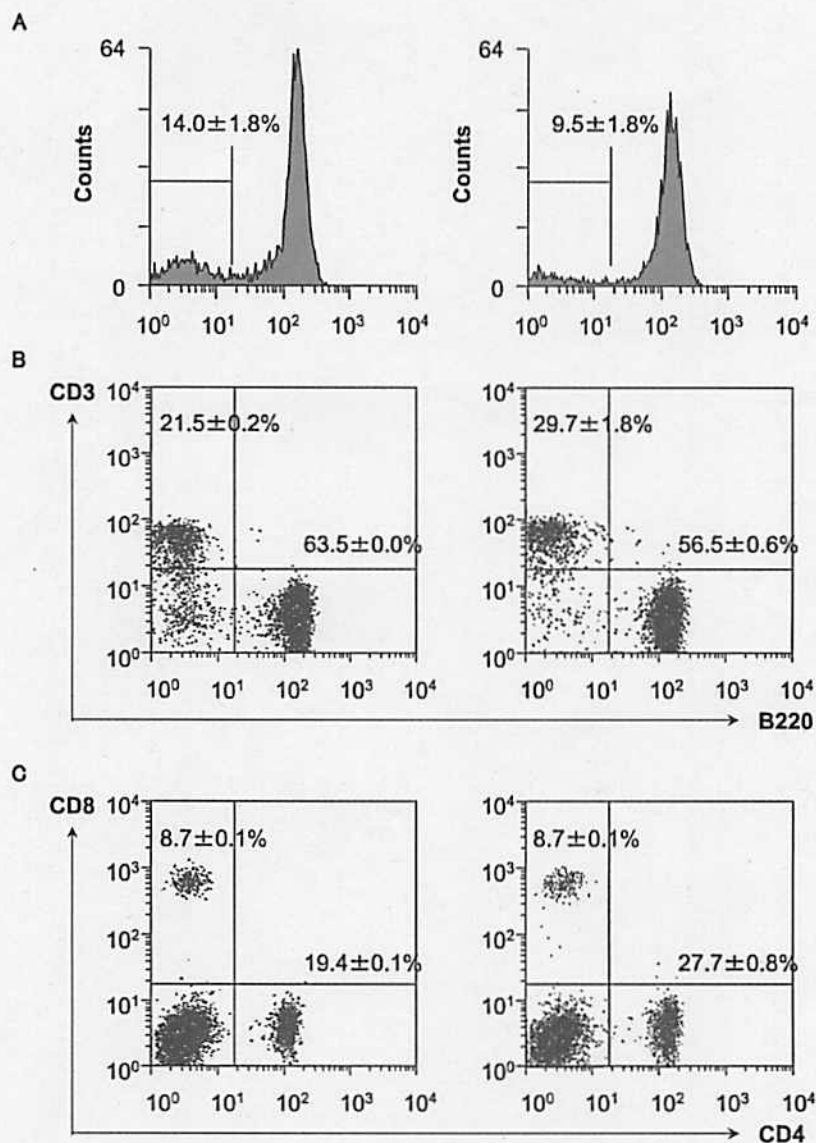 A
64 64
Counts Counts
14.0±1.8% 9.5±1.8%
0 0
10⁰ 10¹ 10² 10³ 10⁴ 10⁰ 10¹ 10² 10³ 10⁴
B
CD3
10⁴ 10⁴
21.5±0.2% 29.7±1.8%
10³ 10³
10² 10²
63.5±0.0% 56.5±0.6%
10¹ 10¹
10⁰ 10⁰
10⁰ 10¹ 10² 10³ 10⁴ 10⁰ 10¹ 10² 10³ 10⁴
B220
C
CD8
10⁴ 10⁴
8.7±0.1% 8.7±0.1%
10³ 10³
10² 10²
19.4±0.1% 27.7±0.8%
10¹ 10¹
10⁰ 10⁰
10⁰ 10¹ 10² 10³ 10⁴ 10⁰ 10¹ 10² 10³ 10⁴
CD4